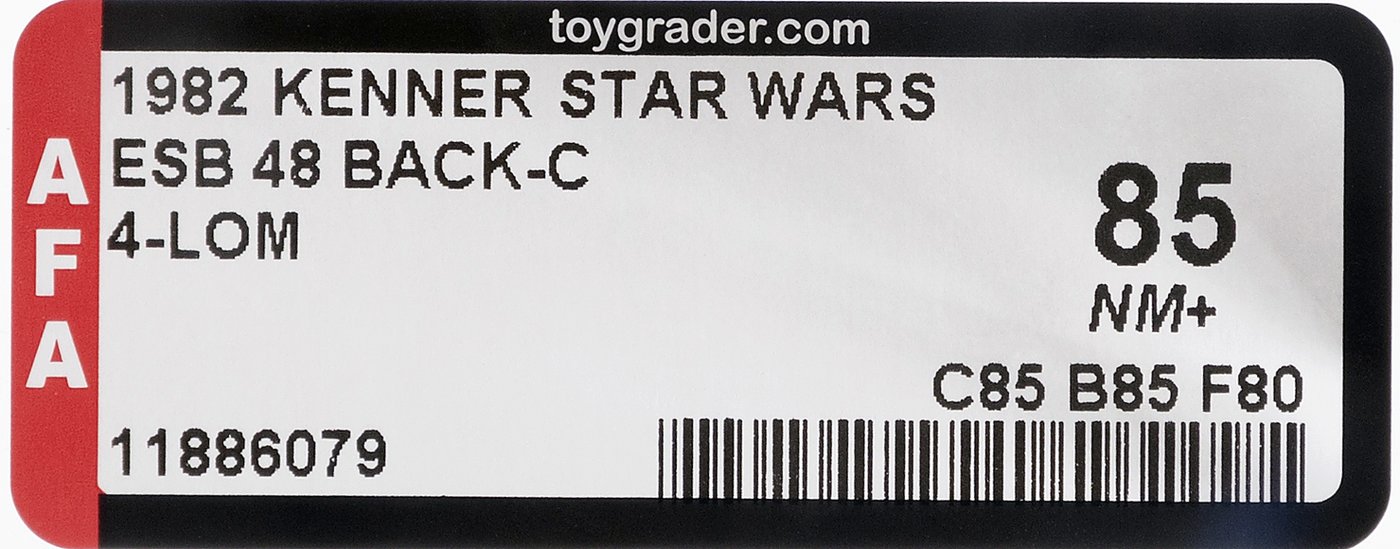 toygrader.com
AFA
1982 KENNER STAR WARS
ESB 48 BACK-C
4-LOM
85
NM+
C85 B85 F80
11886079